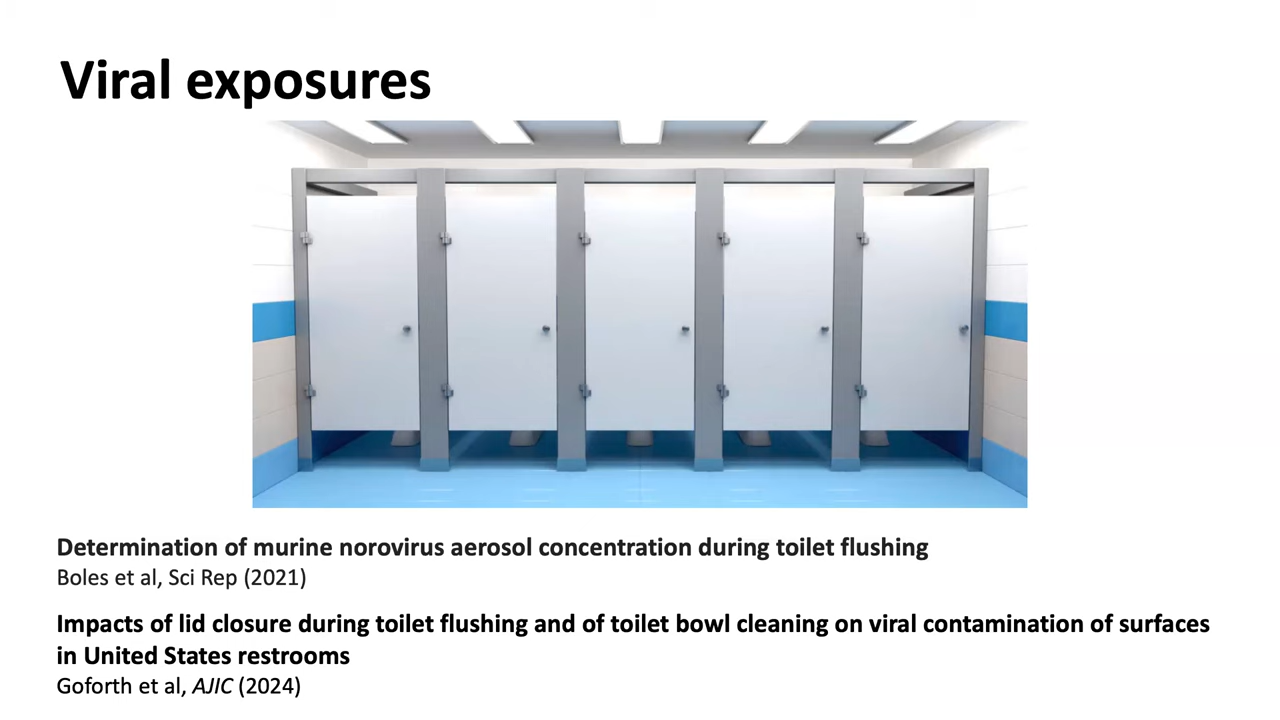 Viral exposures
Determination of murine norovirus aerosol concentration during toilet flushing
Boles et al, Sci Rep (2021)
Impacts of lid closure during toilet flushing and of toilet bowl cleaning on viral contamination of surfaces
in United States restrooms
Goforth et al, AJIC (2024)